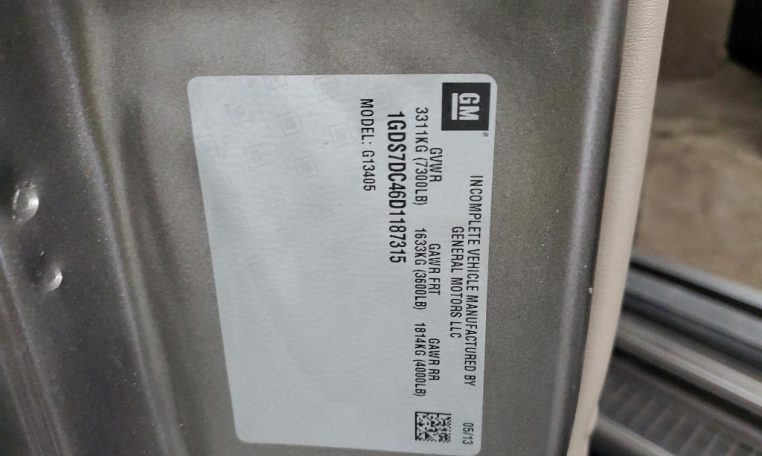 GM
INCOMPLETE VEHICLE MANUFACTURED BY
GENERAL MOTORS LLC
05/13
GVWR GAWR FRT GAWR RR
3311KG (7300LB) 1633KG (3600LB) 1814KG (4000LB)
1GDS7DC46D1187315
MODEL: G13405